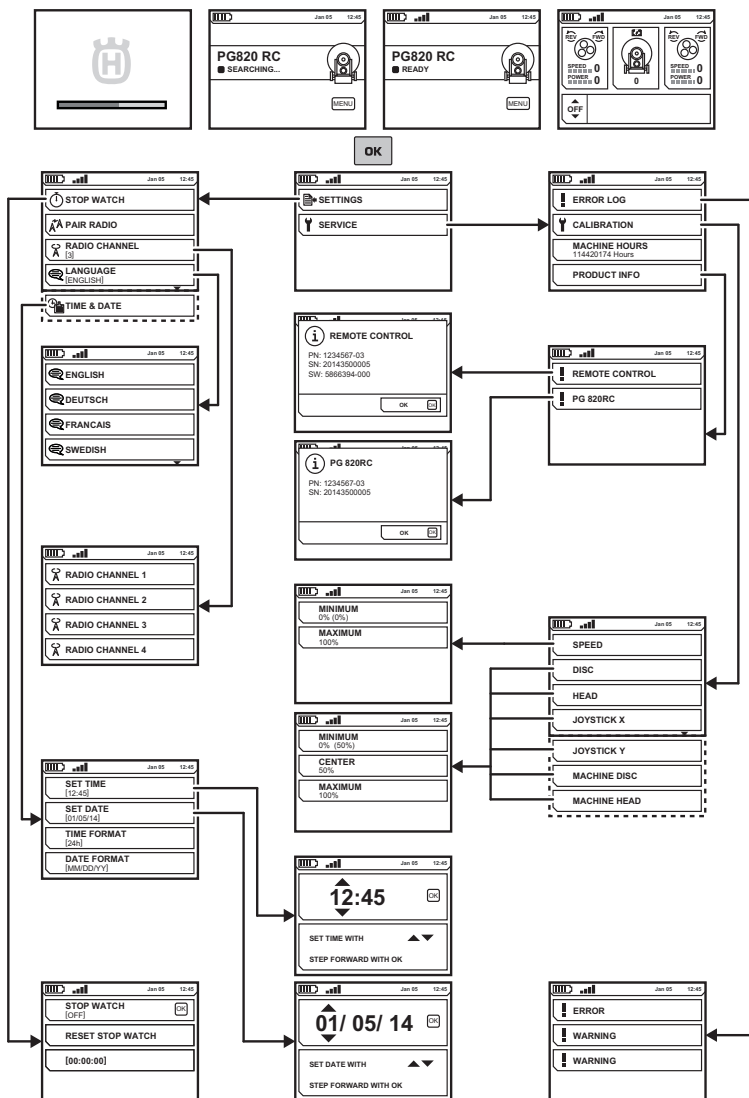 H
Jan 05 12:45
PG820 RC
SEARCHING...
MENU
Jan 05 12:45
PG820 RC
READY
MENU
Jan 05 12:45
REV FWD
SPEED 0
POWER 0
0
REV FWD
SPEED 0
POWER 0
OFF
OK
Jan 05 12:45
STOP WATCH
PAIR RADIO
RADIO CHANNEL
[3]
LANGUAGE
[ENGLISH]
TIME & DATE
Jan 05 12:45
SETTINGS
SERVICE
Jan 05 12:45
ERROR LOG
CALIBRATION
MACHINE HOURS
114420174 Hours
PRODUCT INFO
REMOTE CONTROL
PN: 1234567-03
SN: 20143500005
SW: 5866394-000
OK OK
Jan 05 12:45
REMOTE CONTROL
PG 820RC
Jan 05 12:45
ENGLISH
DEUTSCH
FRANCAIS
SWEDISH
PG 820RC
PN: 1234567-03
SN: 20143500005
OK OK
Jan 05 12:45
RADIO CHANNEL 1
RADIO CHANNEL 2
RADIO CHANNEL 3
RADIO CHANNEL 4
Jan 05 12:45
MINIMUM
0% (0%)
MAXIMUM
100%
Jan 05 12:45
SPEED
DISC
HEAD
JOYSTICK X
JOYSTICK Y
MACHINE DISC
MACHINE HEAD
Jan 05 12:45
MINIMUM
0% (50%)
CENTER
50%
MAXIMUM
100%
Jan 05 12:45
SET TIME
[12:45]
SET DATE
[01/05/14]
TIME FORMAT
[24h]
DATE FORMAT
[MM/DD/YY]
Jan 05 12:45
12:45 OK
SET TIME WITH
STEP FORWARD WITH OK
Jan 05 12:45
STOP WATCH
[OFF]
OK
RESET STOP WATCH
[00:00:00]
Jan 05 12:45
01/ 05/ 14 OK
SET DATE WITH
STEP FORWARD WITH OK
Jan 05 12:45
ERROR
WARNING
WARNING